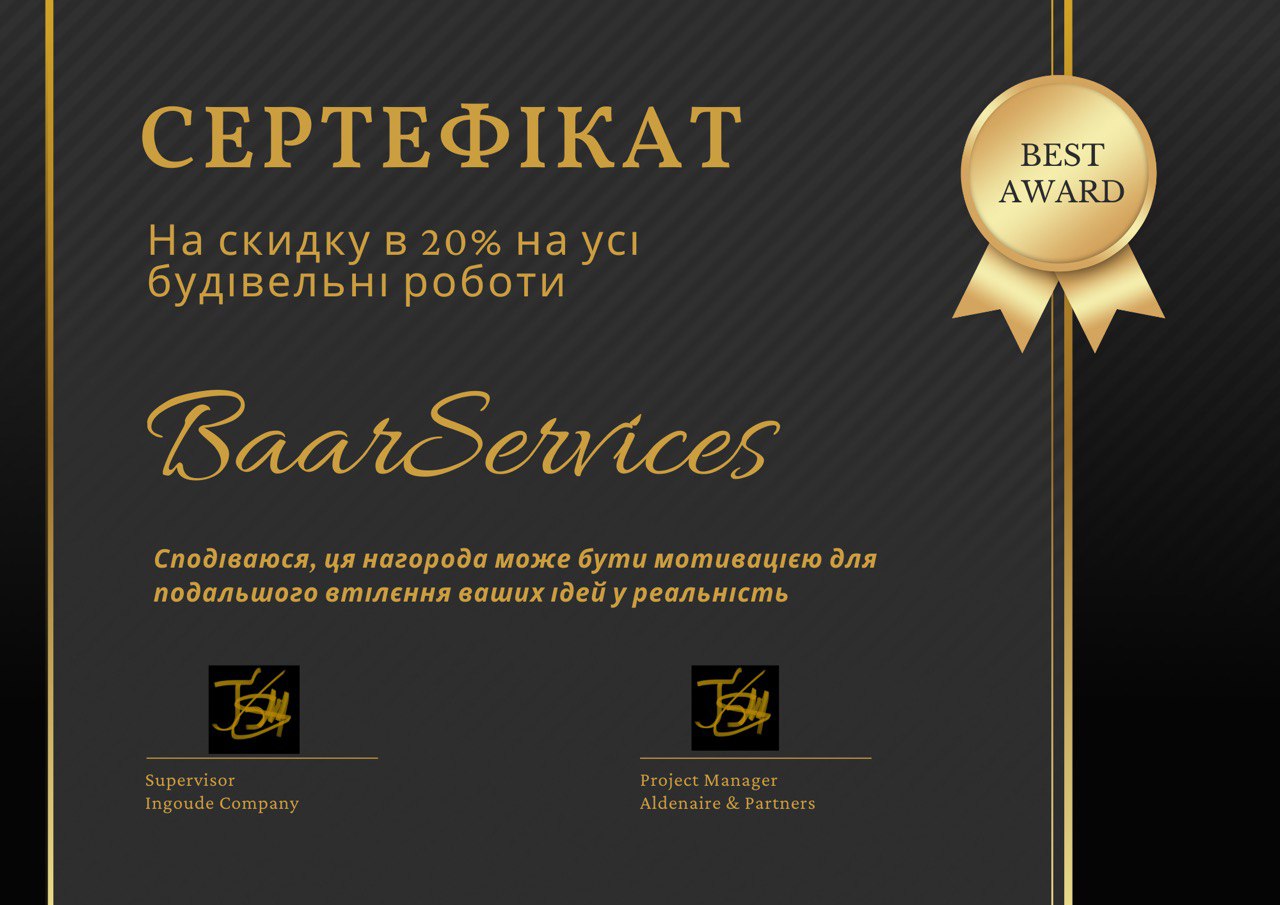 СЕРТЕФІКАТ
BEST
AWARD
На скидку в 20% на усі
будівельні роботи
BaarServices
Сподіваюся, ця нагорода може бути мотивацією для
подальшого втілєння ваших ідей у реальність
Supervisor
Ingoude Company
Project Manager
Aldenaire & Partners